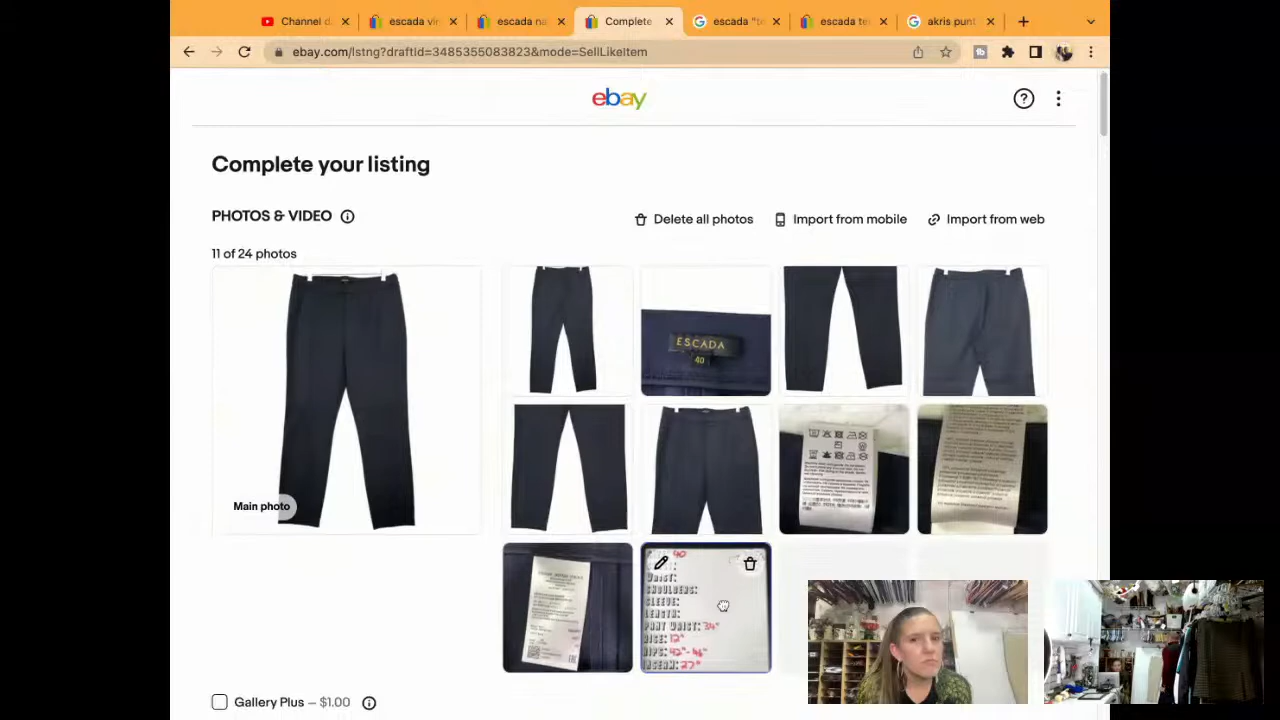 Channel d
escada vin
escada na
Complete
escada "te
escada ter
akris punt
ebay.com/lstng?draftId=3485355083823&mode=SellLikeItem
ebay
Complete your listing
PHOTOS & VIDEO
Delete all photos
Import from mobile
Import from web
11 of 24 photos
ESCADA
40
Main photo
40
WAIST:
SHOULDERS:
SLEEVE:
LENGTH:
PANT WAIST: 34"
RISE: 12"
HIPS: 42"-46"
INSEAM: 27"
Gallery Plus – $1.00